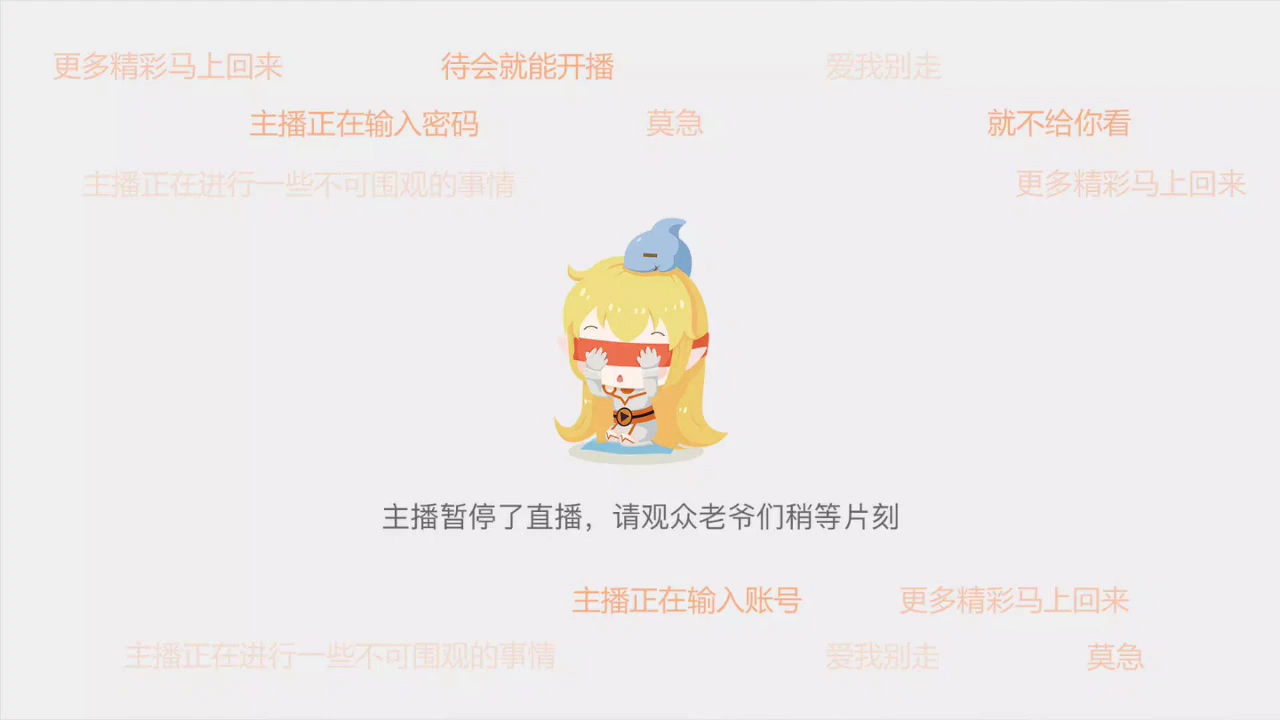 更多精彩马上回来
待会就能开播
爱我别走
主播正在输入密码
莫急
就不给你看
主播正在进行一些不可围观的事情
更多精彩马上回来
主播暂停了直播，请观众老爷们稍等片刻
主播正在输入账号
更多精彩马上回来
主播正在进行一些不可围观的事情
爱我别走
莫急